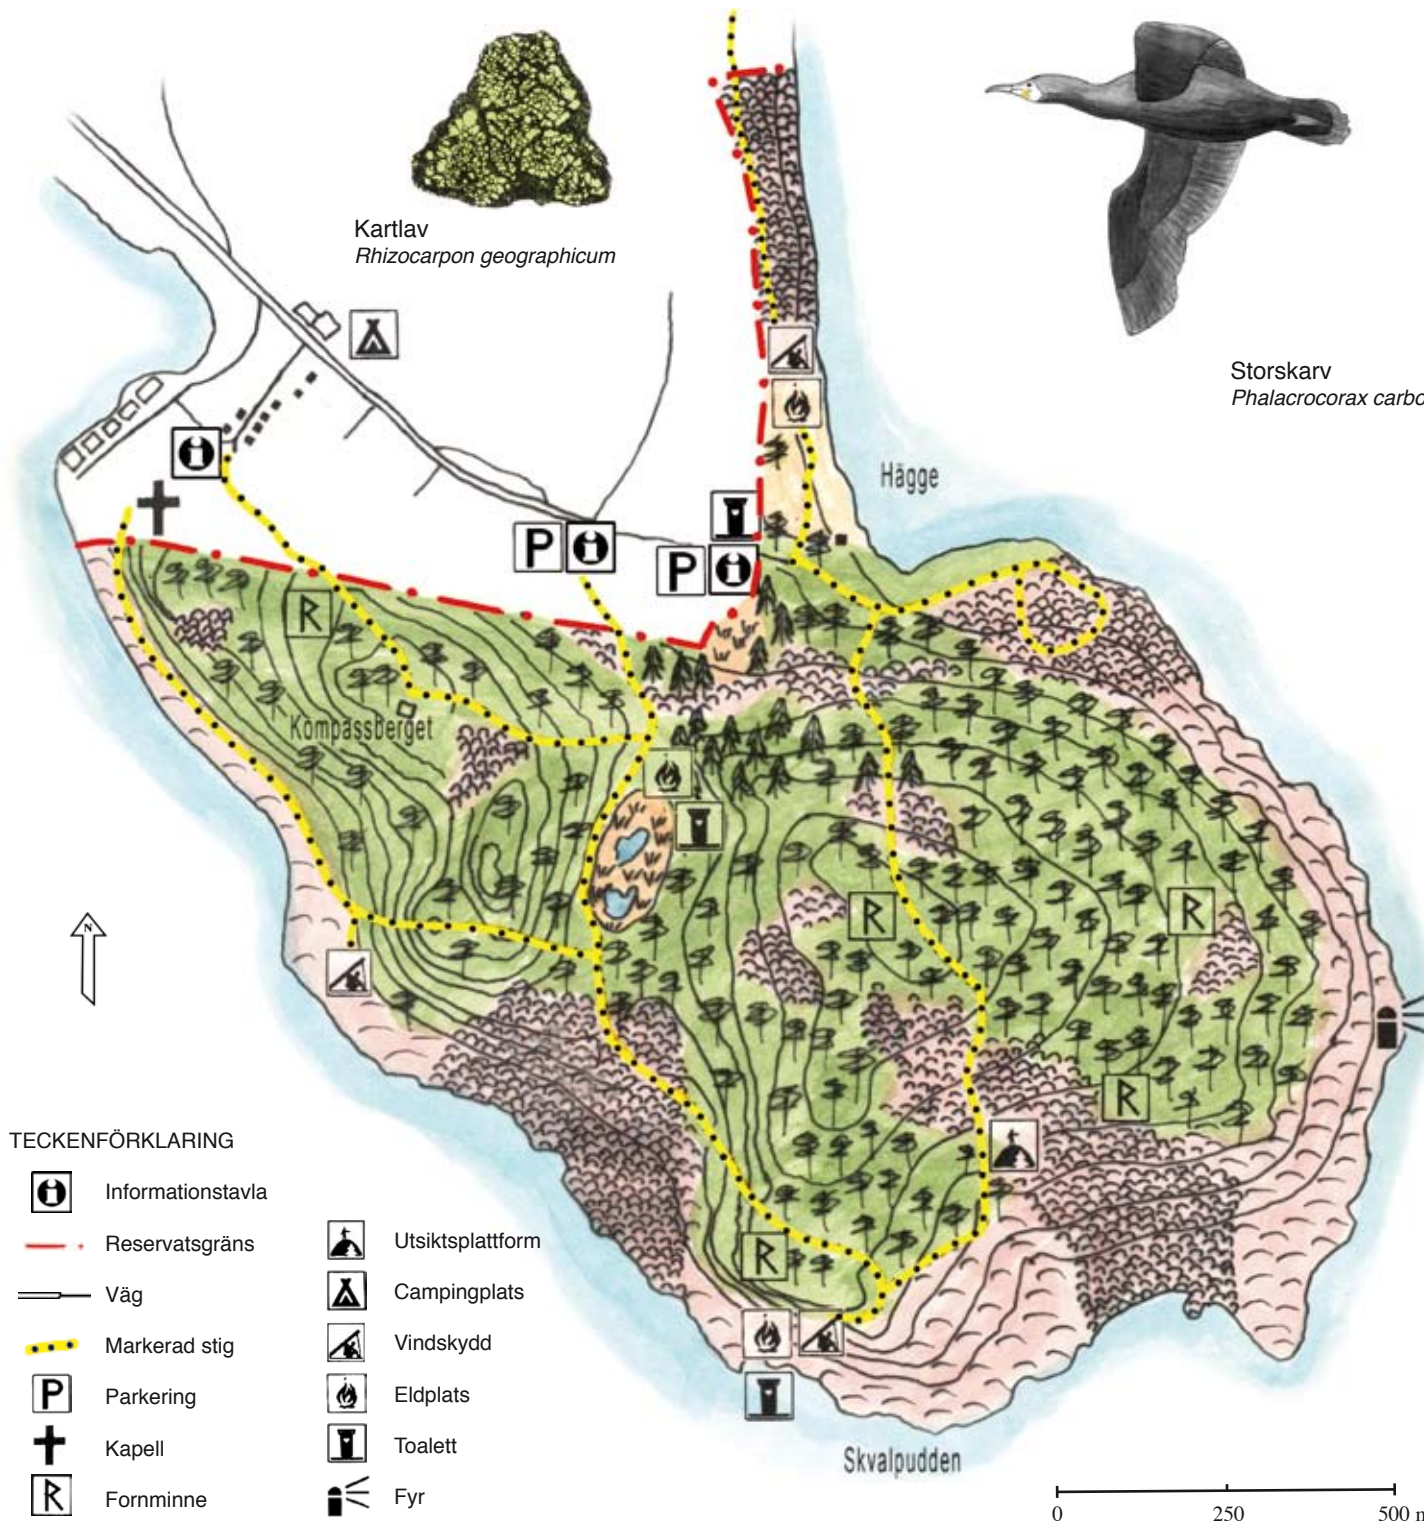 Kartlav
Rhizocarpon geographicum
Storskarv
Phalacrocorax carbo
Hägge
P
P
R
Kompassberget
R
R
R
R
N
Skvalpudden
TECKENFÖRKLARING
Informationstavla
Reservatsgräns
Väg
Markerad stig
P Parkering
Kapell
R Fornminne
Utsiktsplattform
Campingplats
Vindskydd
Eldplats
Toalett
Fyr
0 250 500 m